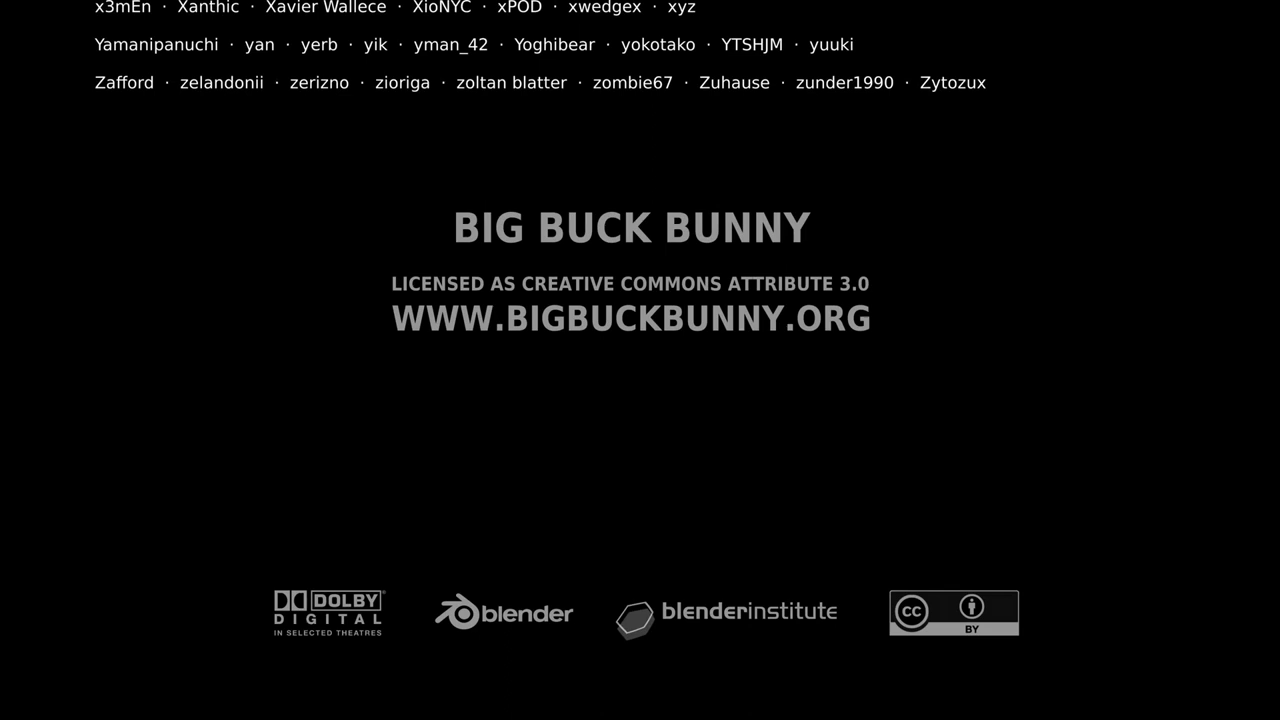 x3mEn · Xanthic · Xavier Wallece · XioNYC · xPOD · xwedgex · xyz
Yamanipanuchi · yan · yerb · yik · yman_42 · Yoghibear · yokotako · YTSHJM · yuuki
Zafford · zelandonii · zerizno · zioriga · zoltan blatter · zombie67 · Zuhause · zunder1990 · Zytozux
BIG BUCK BUNNY
LICENSED AS CREATIVE COMMONS ATTRIBUTE 3.0
WWW.BIGBUCKBUNNY.ORG
DOLBY®
DIGITAL
IN SELECTED THEATRES
blender
blenderinstitute
cc
BY